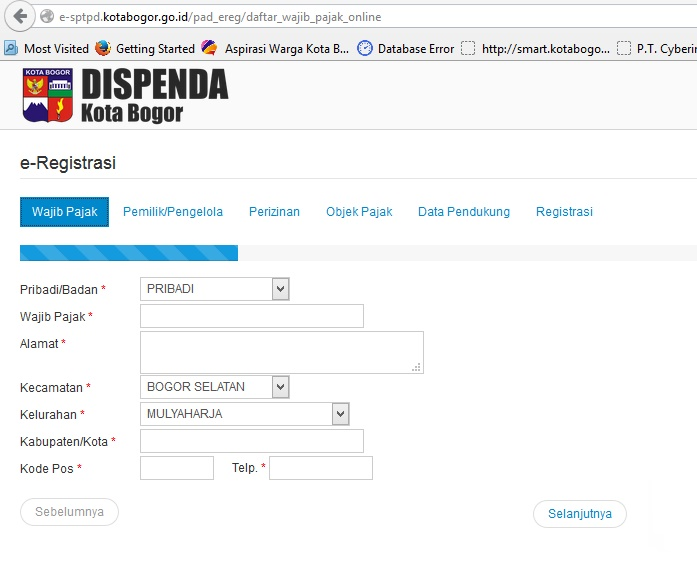 e-sptpd.kotabogor.go.id/pad_ereg/daftar_wajib_pajak_online
Most Visited Getting Started Aspirasi Warga Kota B... Database Error http://smart.kotabogo... P.T. Cyberin
KOTA BOGOR
DISPENDA
Kota Bogor
e-Registrasi
Wajib Pajak Pemilik/Pengelola Perizinan Objek Pajak Data Pendukung Registrasi
Pribadi/Badan * PRIBADI
Wajib Pajak *
Alamat *
Kecamatan * BOGOR SELATAN
Kelurahan * MULYAHARJA
Kabupaten/Kota *
Kode Pos * Telp. *
Sebelumnya Selanjutnya